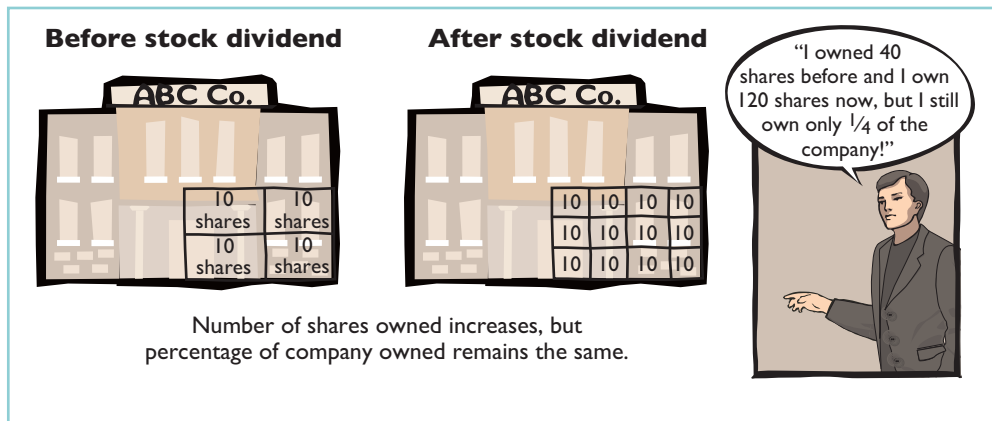 Before stock dividend
ABC Co.
10
shares
10
shares
10
shares
10
shares
After stock dividend
ABC Co.
10 10 10 10
10 10 10 10
10 10 10 10
“I owned 40
shares before and I own
120 shares now, but I still
own only 1/4 of the
company!”
Number of shares owned increases, but
percentage of company owned remains the same.